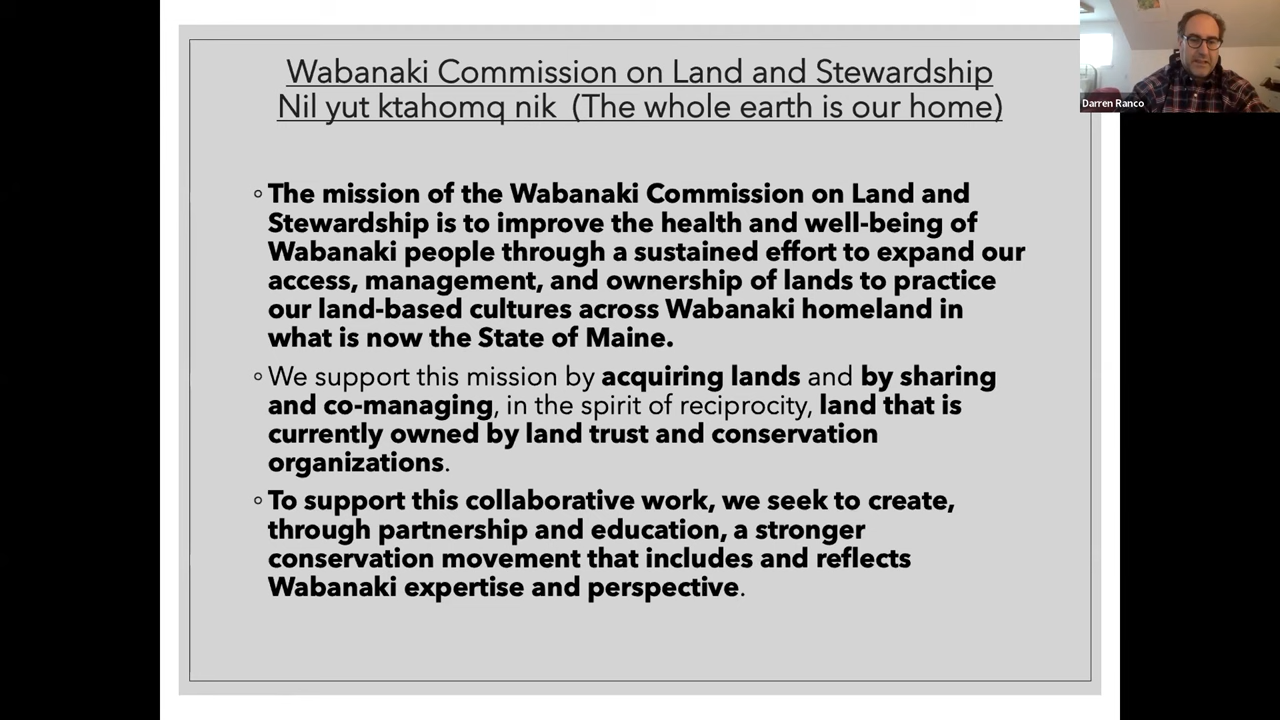 Wabanaki Commission on Land and Stewardship
Nil yut ktahomq nik (The whole earth is our home)
Darren Ranco
◦ The mission of the Wabanaki Commission on Land and
Stewardship is to improve the health and well-being of
Wabanaki people through a sustained effort to expand our
access, management, and ownership of lands to practice
our land-based cultures across Wabanaki homeland in
what is now the State of Maine.
◦ We support this mission by acquiring lands and by sharing
and co-managing, in the spirit of reciprocity, land that is
currently owned by land trust and conservation
organizations.
◦ To support this collaborative work, we seek to create,
through partnership and education, a stronger
conservation movement that includes and reflects
Wabanaki expertise and perspective.